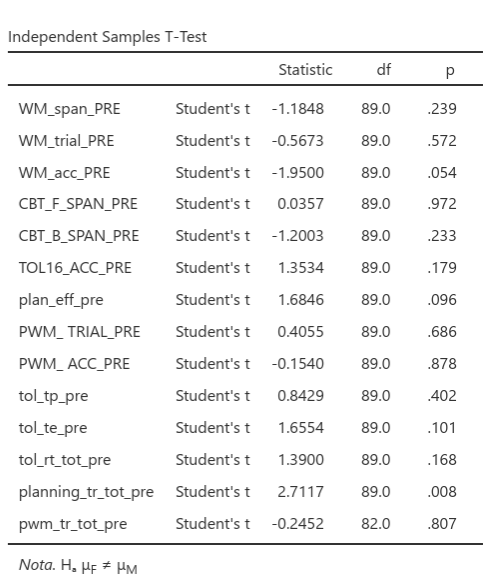 Independent Samples T-Test
Statistic df p
WM_span_PRE Student's t -1.1848 89.0 .239
WM_trial_PRE Student's t -0.5673 89.0 .572
WM_acc_PRE Student's t -1.9500 89.0 .054
CBT_F_SPAN_PRE Student's t 0.0357 89.0 .972
CBT_B_SPAN_PRE Student's t -1.2003 89.0 .233
TOL16_ACC_PRE Student's t 1.3534 89.0 .179
plan_eff_pre Student's t 1.6846 89.0 .096
PWM_ TRIAL_PRE Student's t 0.4055 89.0 .686
PWM_ ACC_PRE Student's t -0.1540 89.0 .878
tol_tp_pre Student's t 0.8429 89.0 .402
tol_te_pre Student's t 1.6554 89.0 .101
tol_rt_tot_pre Student's t 1.3900 89.0 .168
planning_tr_tot_pre Student's t 2.7117 89.0 .008
pwm_tr_tot_pre Student's t -0.2452 82.0 .807
Nota. Hₐ μF ≠ μM